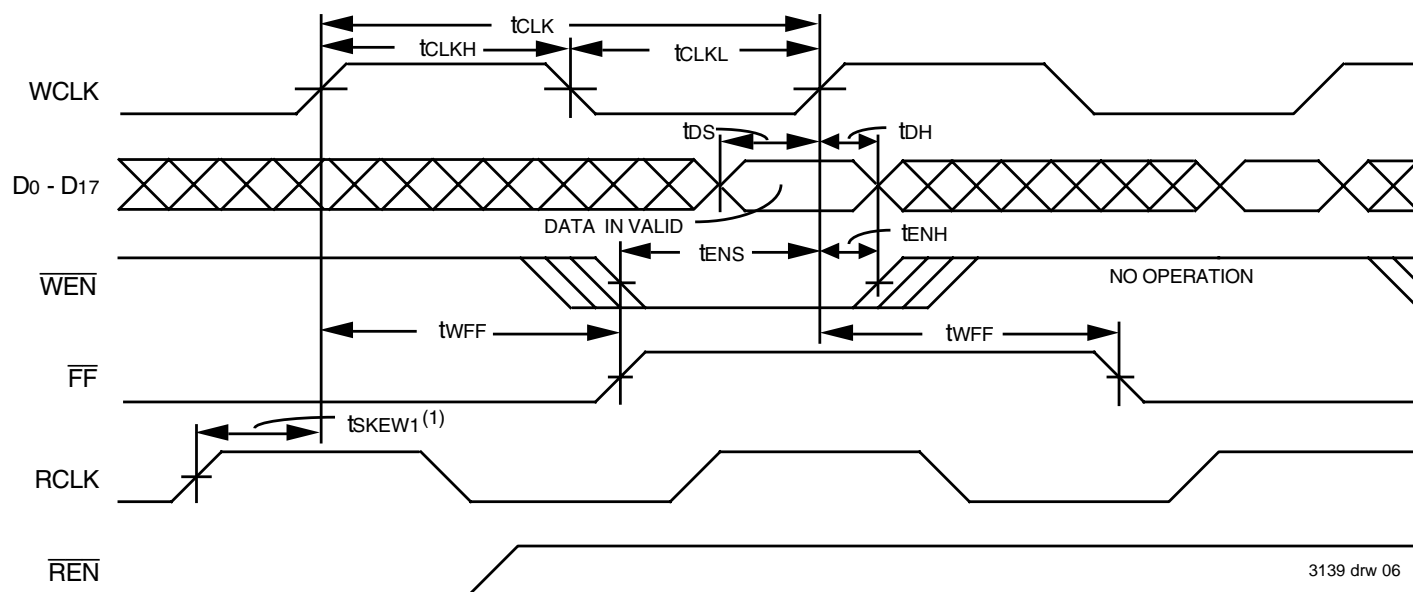 tCLK
tCLKH
tCLKL
WCLK
tDS
tDH
D0 - D17
DATA IN VALID
tENS
tENH
WEN
NO OPERATION
tWFF
tWFF
FF
tSKEW1(1)
RCLK
REN
3139 drw 06